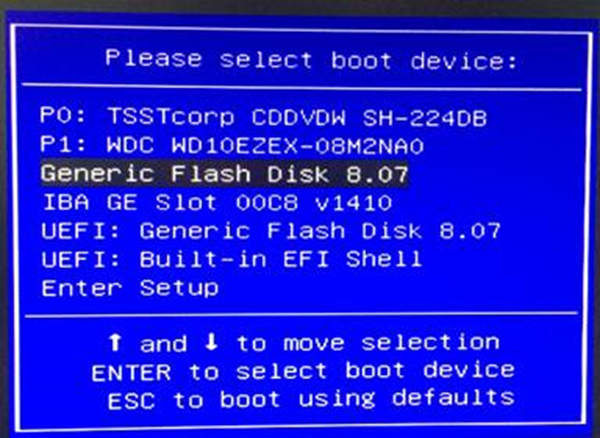 Please select boot device:
P0: TSSTcorp CDDVDW SH-224DB
P1: WDC WD10EZEX-08M2NA0
Generic Flash Disk 8.07
IBA GE Slot 00C8 v1410
UEFI: Generic Flash Disk 8.07
UEFI: Built-in EFI Shell
Enter Setup
↑ and ↓ to move selection
ENTER to select boot device
ESC to boot using defaults